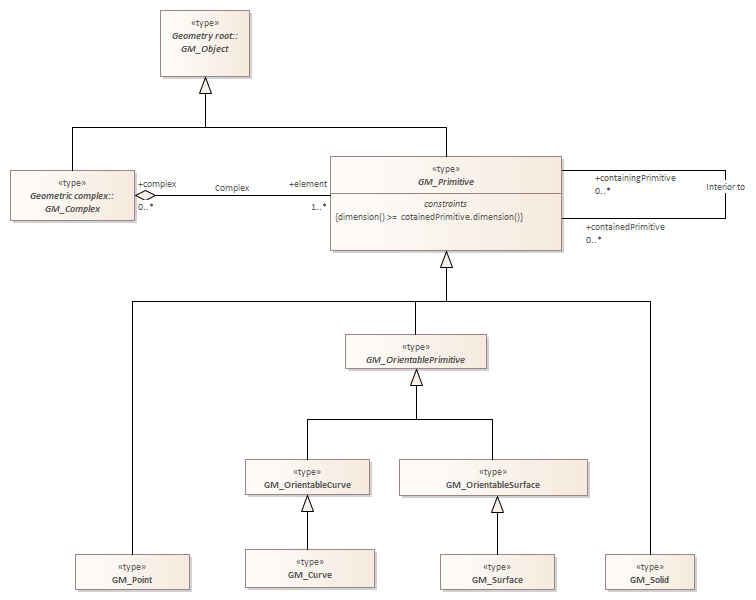 «type»
Geometry root::
GM_Object
«type»
Geometric complex::
GM_Complex
+complex
0..*
Complex
+element
1..*
«type»
GM_Primitive
constraints
{dimension() >= cotainedPrimitive.dimension()}
+containingPrimitive
0..*
Interior to
+containedPrimitive
0..*
«type»
GM_OrientablePrimitive
«type»
GM_OrientableCurve
«type»
GM_OrientableSurface
«type»
GM_Point
«type»
GM_Curve
«type»
GM_Surface
«type»
GM_Solid